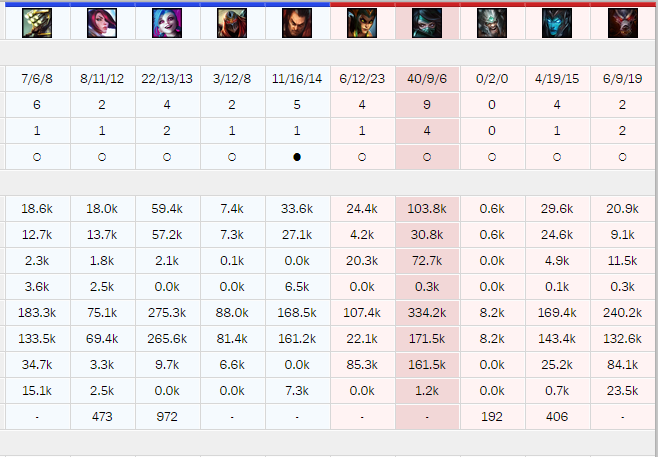 7/6/8 8/11/12 22/13/13 3/12/8 11/16/14 6/12/23 40/9/6 0/2/0 4/19/15 6/9/19
6 2 4 2 5 4 9 0 4 2
1 1 2 1 1 1 4 0 1 2
○ ○ ○ ○ ● ○ ○ ○ ○ ○
18.6k 18.0k 59.4k 7.4k 33.6k 24.4k 103.8k 0.6k 29.6k 20.9k
12.7k 13.7k 57.2k 7.3k 27.1k 4.2k 30.8k 0.6k 24.6k 9.1k
2.3k 1.8k 2.1k 0.1k 0.0k 20.3k 72.7k 0.0k 4.9k 11.5k
3.6k 2.5k 0.0k 0.0k 6.5k 0.0k 0.3k 0.0k 0.1k 0.3k
183.3k 75.1k 275.3k 88.0k 168.5k 107.4k 334.2k 8.2k 169.4k 240.2k
133.5k 69.4k 265.6k 81.4k 161.2k 22.1k 171.5k 8.2k 143.4k 132.6k
34.7k 3.3k 9.7k 6.6k 0.0k 85.3k 161.5k 0.0k 25.2k 84.1k
15.1k 2.5k 0.0k 0.0k 7.3k 0.0k 1.2k 0.0k 0.7k 23.5k
- 473 972 - - - - 192 406 -